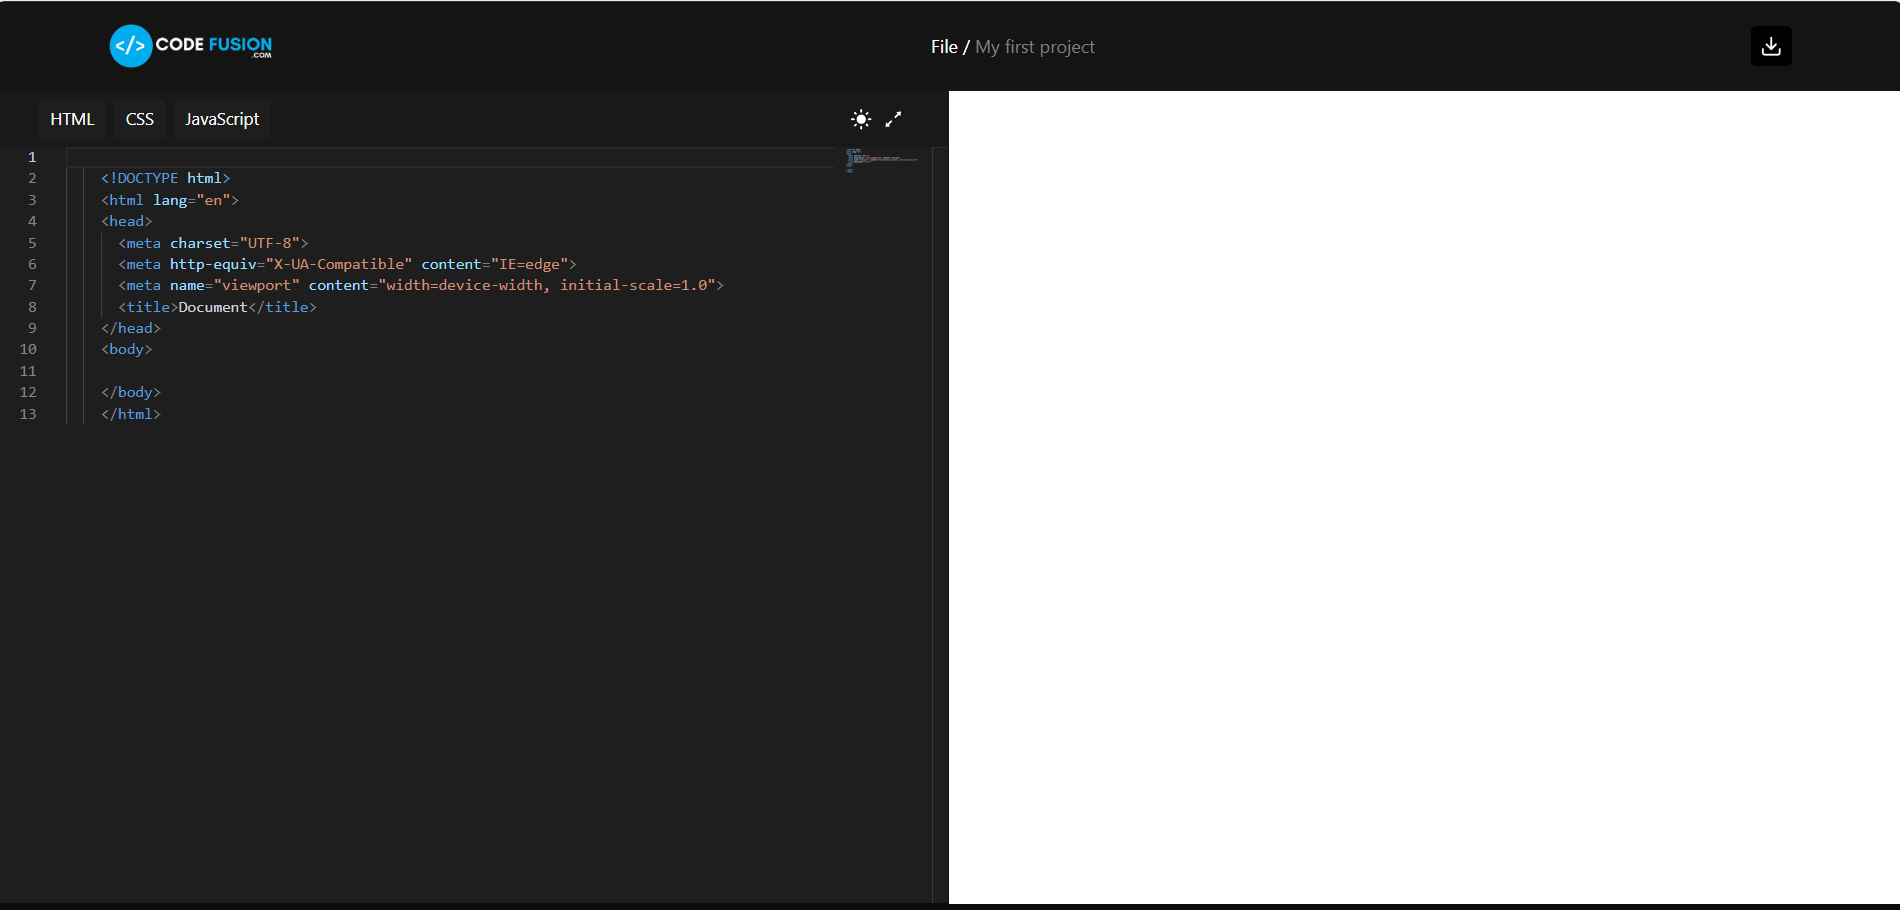 </> CODE FUSION
.COM
File / My first project
HTML CSS JavaScript
1
2 <!DOCTYPE html>
3 <html lang="en">
4 <head>
5 <meta charset="UTF-8">
6 <meta http-equiv="X-UA-Compatible" content="IE=edge">
7 <meta name="viewport" content="width=device-width, initial-scale=1.0">
8 <title>Document</title>
9 </head>
10 <body>
11
12 </body>
13 </html>